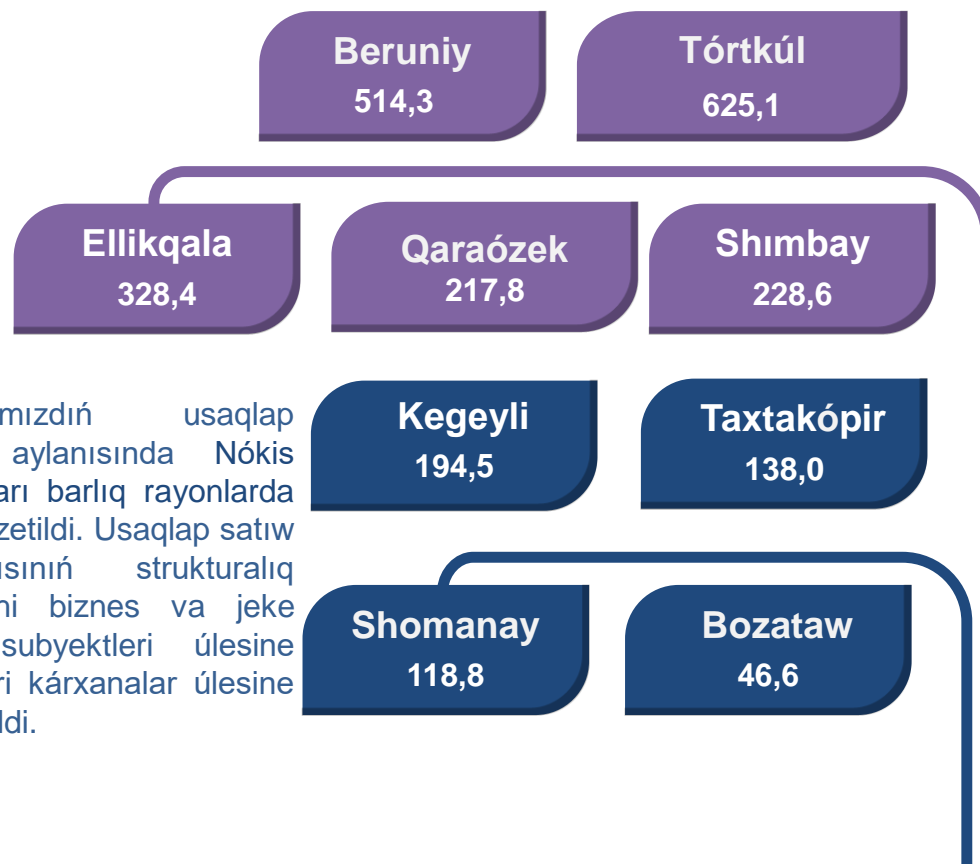 Beruniy
514,3
Tórtkúl
625,1
Ellikqala
328,4
Qaraózek
217,8
Shımbay
228,6
Kegeyli
194,5
Taxtakópir
138,0
mızdıń usaqlap
aylanısında Nókis
arı barlıq rayonlarda
zetildi. Usaqlap satıw
sınıń strukturalıq
ni biznes va jeke
subyektleri úlesine
ri kárxanalar úlesine
ldi.
Shomanay
118,8
Bozataw
46,6